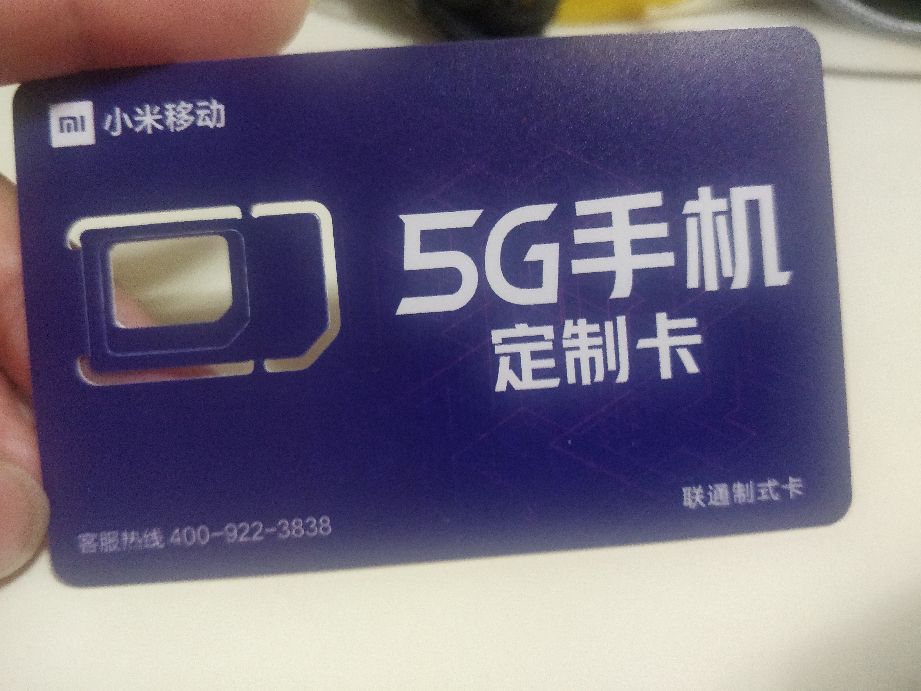 mi 小米移动
5G手机
定制卡
联通制式卡
客服热线 400-922-3838